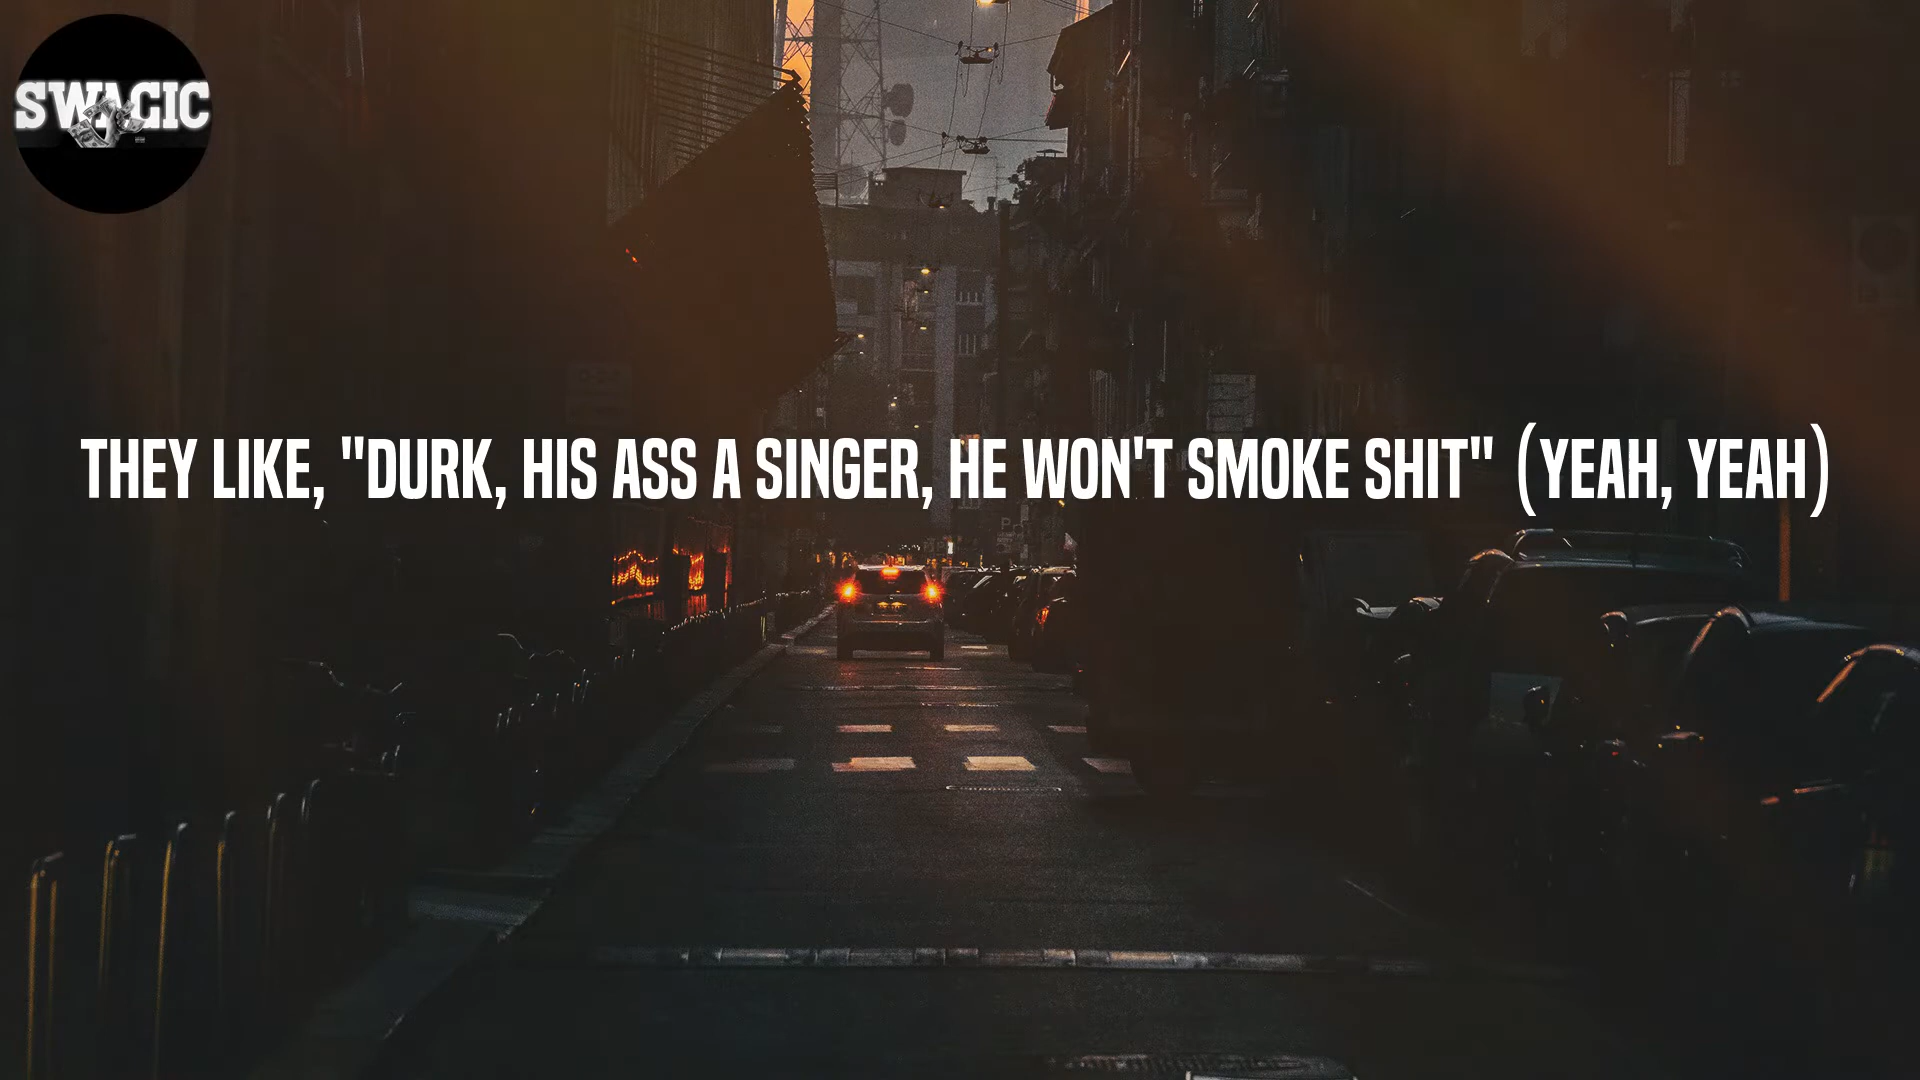 SWAGIC
THEY LIKE, "DURK, HIS ASS A SINGER, HE WON'T SMOKE SHIT" (YEAH, YEAH)